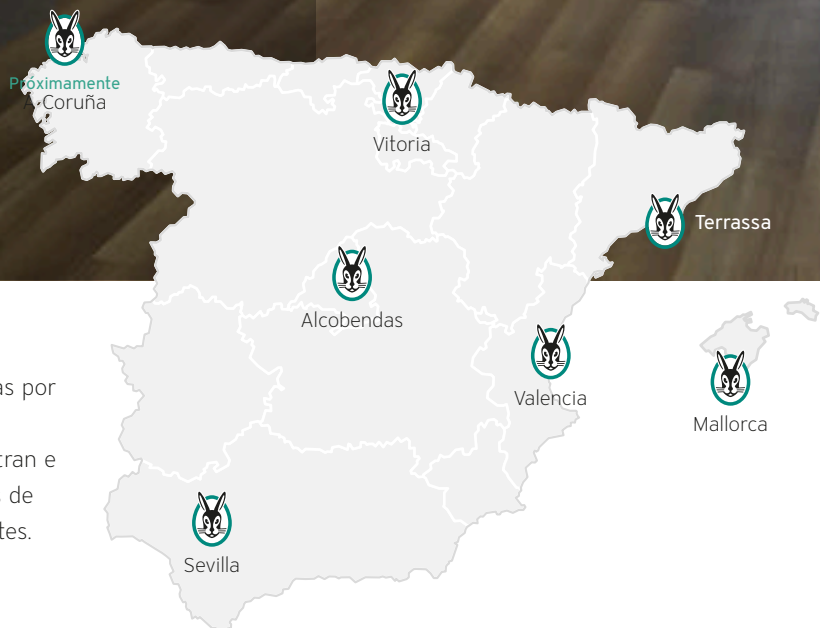 Próximamente
A Coruña
Vitoria
Terrassa
Alcobendas
Valencia
Mallorca
Sevilla
as por
tran e
de
tes.